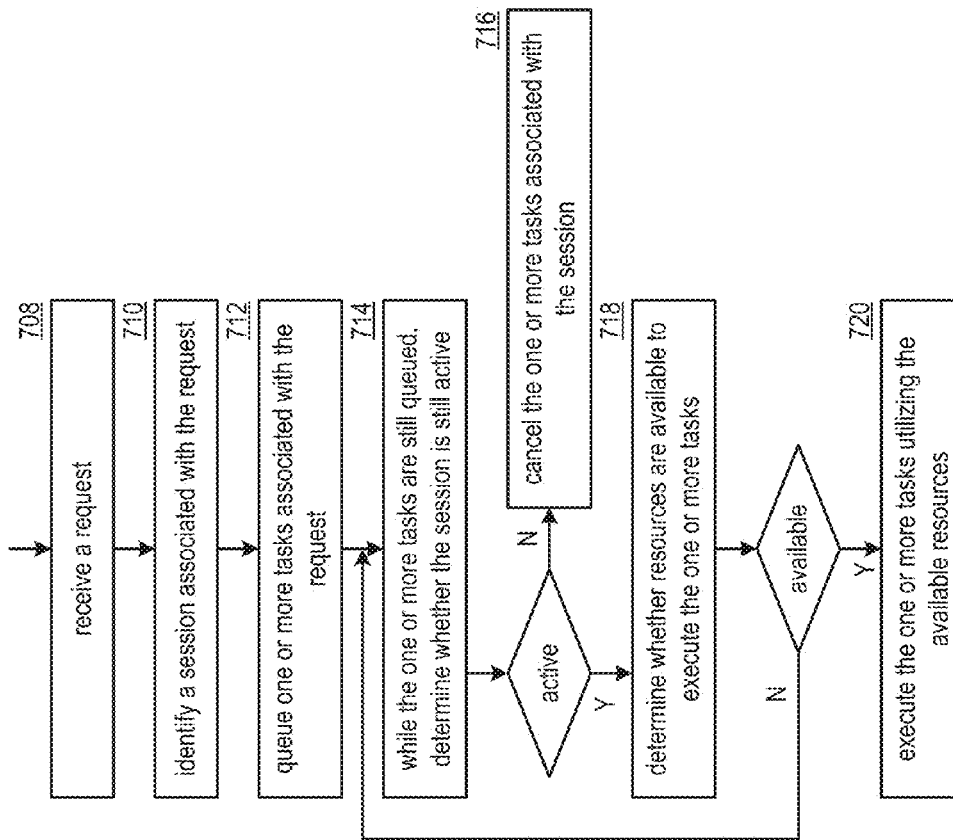 708
receive a request
710
identify a session associated with the request
712
queue one or more tasks associated with the
request
714
while the one or more tasks are still queued,
determine whether the session is still active
active
N
716
cancel the one or more tasks associated with
the session
Y
718
determine whether resources are available to
execute the one or more tasks
available
N
Y
720
execute the one or more tasks utilizing the
available resources